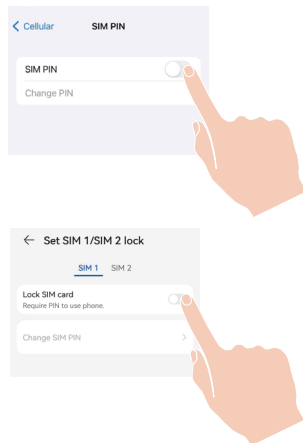 Cellular SIM PIN
SIM PIN
Change PIN
Set SIM 1/SIM 2 lock
SIM 1 SIM 2
Lock SIM card
Require PIN to use phone.
Change SIM PIN